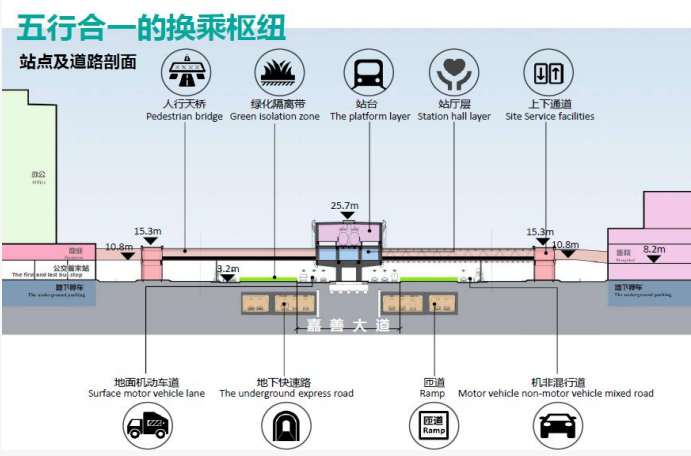 五行合一的换乘枢纽
站点及道路剖面
人行天桥
Pedestrian bridge
绿化隔离带
Green isolation zone
站台
The platform layer
站厅层
Station hall layer
上下通道
Site Service facilities
办公
Office
25.7m
15.3m
15.3m
10.8m
10.8m
商业
8.2m
医院
Hospital
公交首末站
The first and last bus stop
3.2m
地下停车
The underground parking
地下停车
The underground parking
嘉善大道
地面机动车道
Surface motor vehicle lane
地下快速路
The underground express road
匝道
Ramp
机非混行道
Motor vehicle non-motor vehicle mixed road
匝道
Ramp